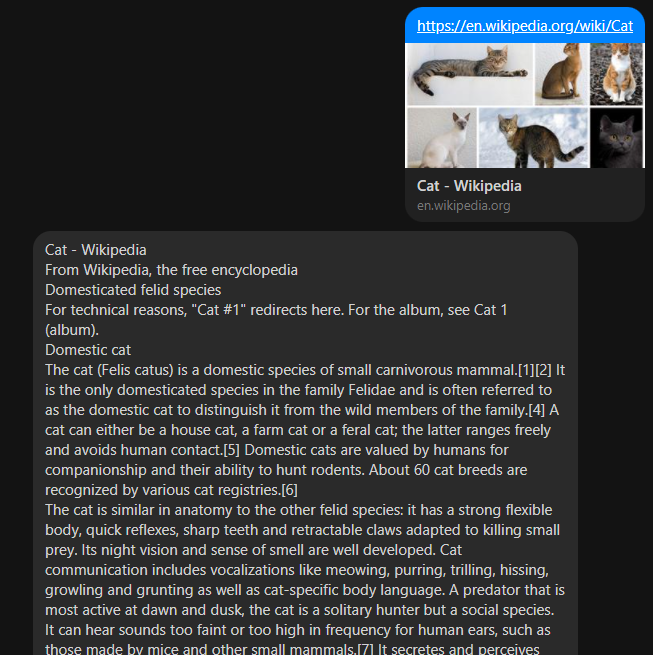 https://en.wikipedia.org/wiki/Cat
Cat - Wikipedia
en.wikipedia.org
Cat - Wikipedia
From Wikipedia, the free encyclopedia
Domesticated felid species
For technical reasons, "Cat #1" redirects here. For the album, see Cat 1
(album).
Domestic cat
The cat (Felis catus) is a domestic species of small carnivorous mammal.[1][2] It
is the only domesticated species in the family Felidae and is often referred to
as the domestic cat to distinguish it from the wild members of the family.[4] A
cat can either be a house cat, a farm cat or a feral cat; the latter ranges freely
and avoids human contact.[5] Domestic cats are valued by humans for
companionship and their ability to hunt rodents. About 60 cat breeds are
recognized by various cat registries.[6]
The cat is similar in anatomy to the other felid species: it has a strong flexible
body, quick reflexes, sharp teeth and retractable claws adapted to killing small
prey. Its night vision and sense of smell are well developed. Cat
communication includes vocalizations like meowing, purring, trilling, hissing,
growling and grunting as well as cat-specific body language. A predator that is
most active at dawn and dusk, the cat is a solitary hunter but a social species.
It can hear sounds too faint or too high in frequency for human ears, such as
those made by mice and other small mammals.[7] It secretes and perceives